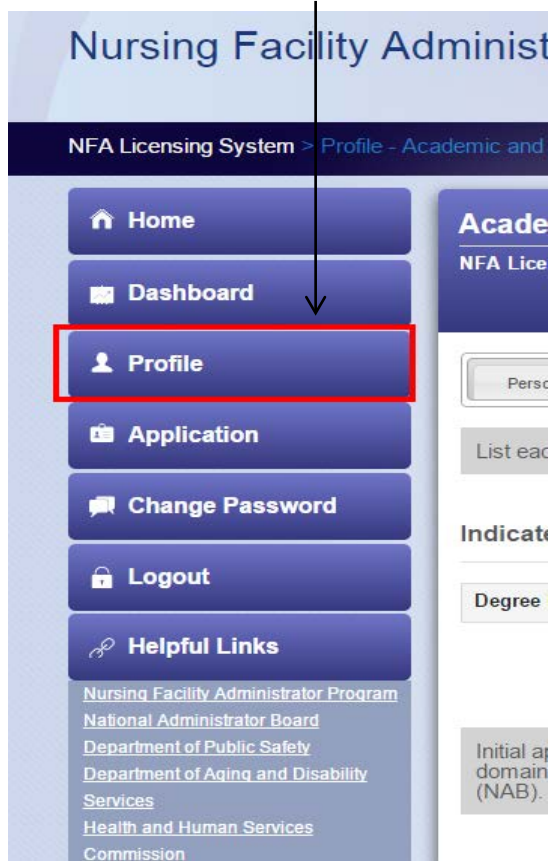 Nursing Facility Administ
NFA Licensing System > Profile - Academic and
Home
Dashboard
Profile
Application
Change Password
Logout
Helpful Links
Nursing Facility Administrator Program
National Administrator Board
Department of Public Safety
Department of Aging and Disability
Services
Health and Human Services
Commission
Acade
NFA Lice
Perso
List eac
Indicate
Degree
Initial ap
domain
(NAB).